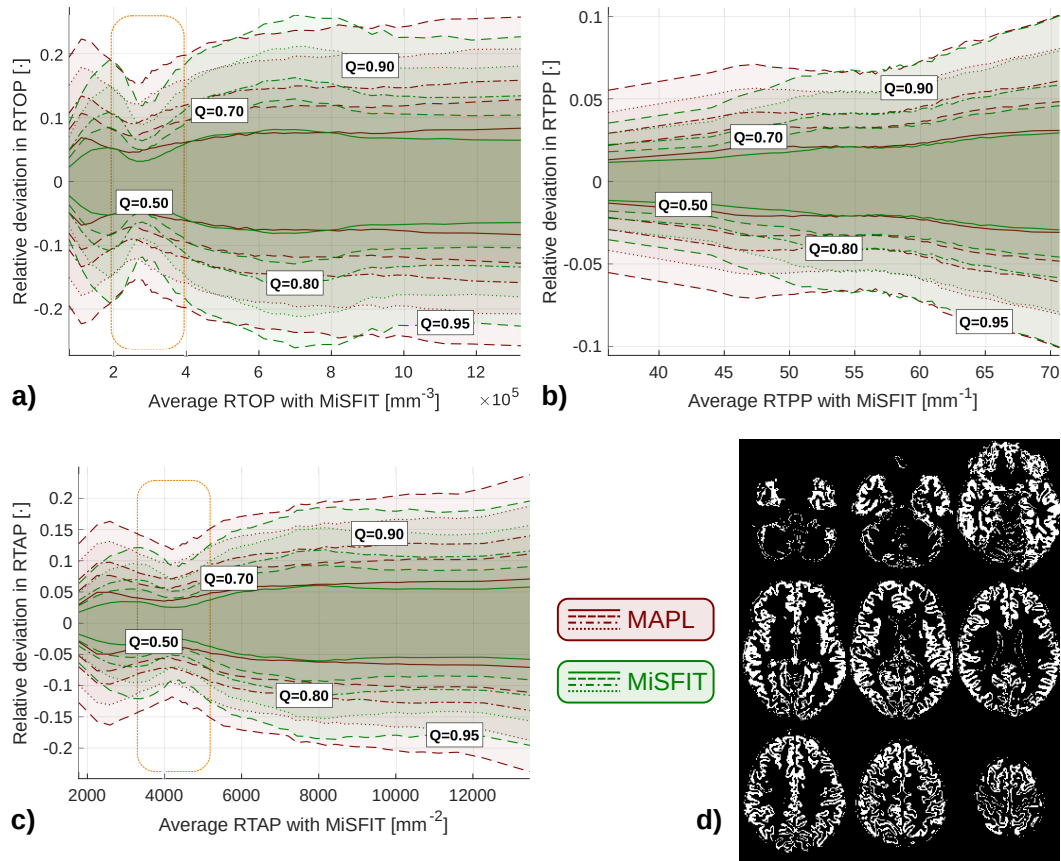 Relative deviation in RTOP [·]
0.2
0.1
0
-0.1
-0.2
Q=0.90
Q=0.70
Q=0.50
Q=0.80
Q=0.95
2 4 6 8 10 12
×10⁵
a) Average RTOP with MiSFIT [mm⁻³]
Relative deviation in RTPP [·]
0.1
0.05
0
-0.05
-0.1
Q=0.90
Q=0.70
Q=0.50
Q=0.80
Q=0.95
40 45 50 55 60 65 70
b) Average RTPP with MiSFIT [mm⁻¹]
Relative deviation in RTAP [·]
0.2
0.15
0.1
0.05
0
-0.05
-0.1
-0.15
-0.2
Q=0.90
Q=0.70
Q=0.50
Q=0.80
Q=0.95
2000 4000 6000 8000 10000 12000
c) Average RTAP with MiSFIT [mm⁻²]
MAPL
MiSFIT
d)